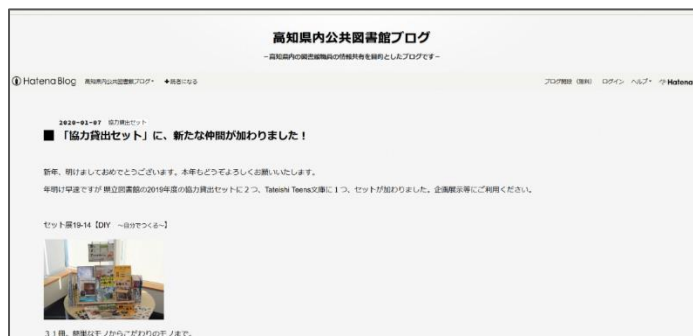 高知県内公共図書館ブログ
－高知県内の図書館職員の情報共有を目的としたブログです－
Hatena Blog 高知県内公共図書館ブログ ＋読者になる ブログ開設（無料） ログイン ヘルプ Hatena
2020-01-07 協力貸出セット
■ 「協力貸出セット」に、新たな仲間が加わりました！
新年、明けましておめでとうございます。本年もどうぞよろしくお願いいたします。
年明け早速ですが 県立図書館の2019年度の協力貸出セットに２つ、Tateishi Teens文庫に１つ、セットが加わりました。企画展示等にご利用ください。
セット展19-14【DIY ～自分でつくる～】
３１冊。簡単なモノからこだわりのモノまで。